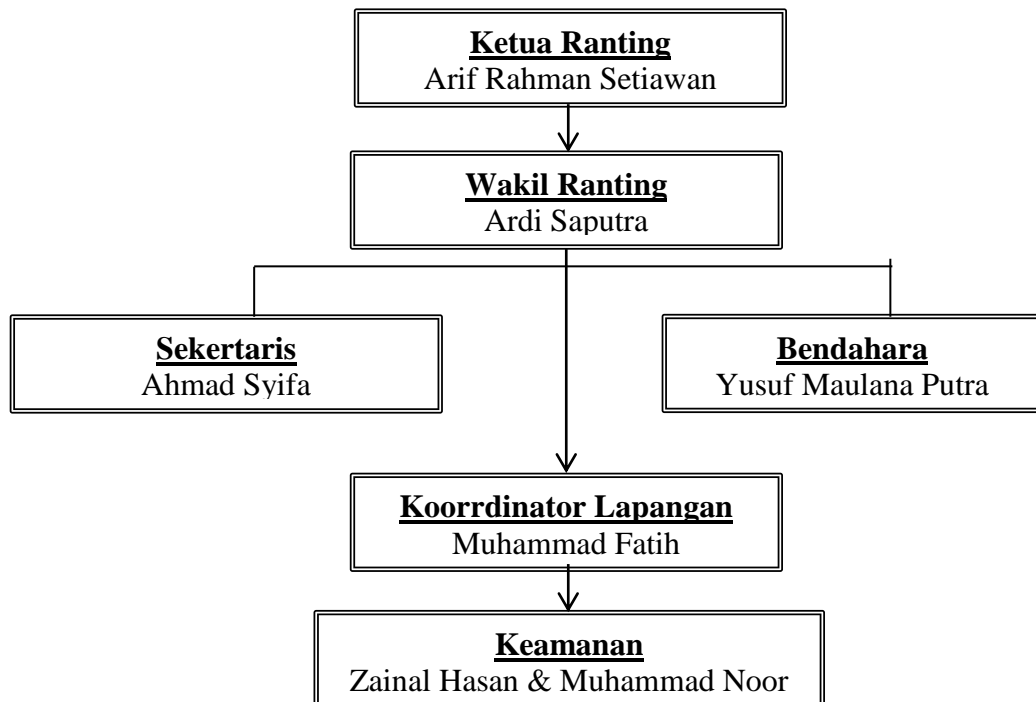 Ketua Ranting
Arif Rahman Setiawan
Wakil Ranting
Ardi Saputra
Sekertaris
Ahmad Syifa
Bendahara
Yusuf Maulana Putra
Koorrdinator Lapangan
Muhammad Fatih
Keamanan
Zainal Hasan & Muhammad Noor